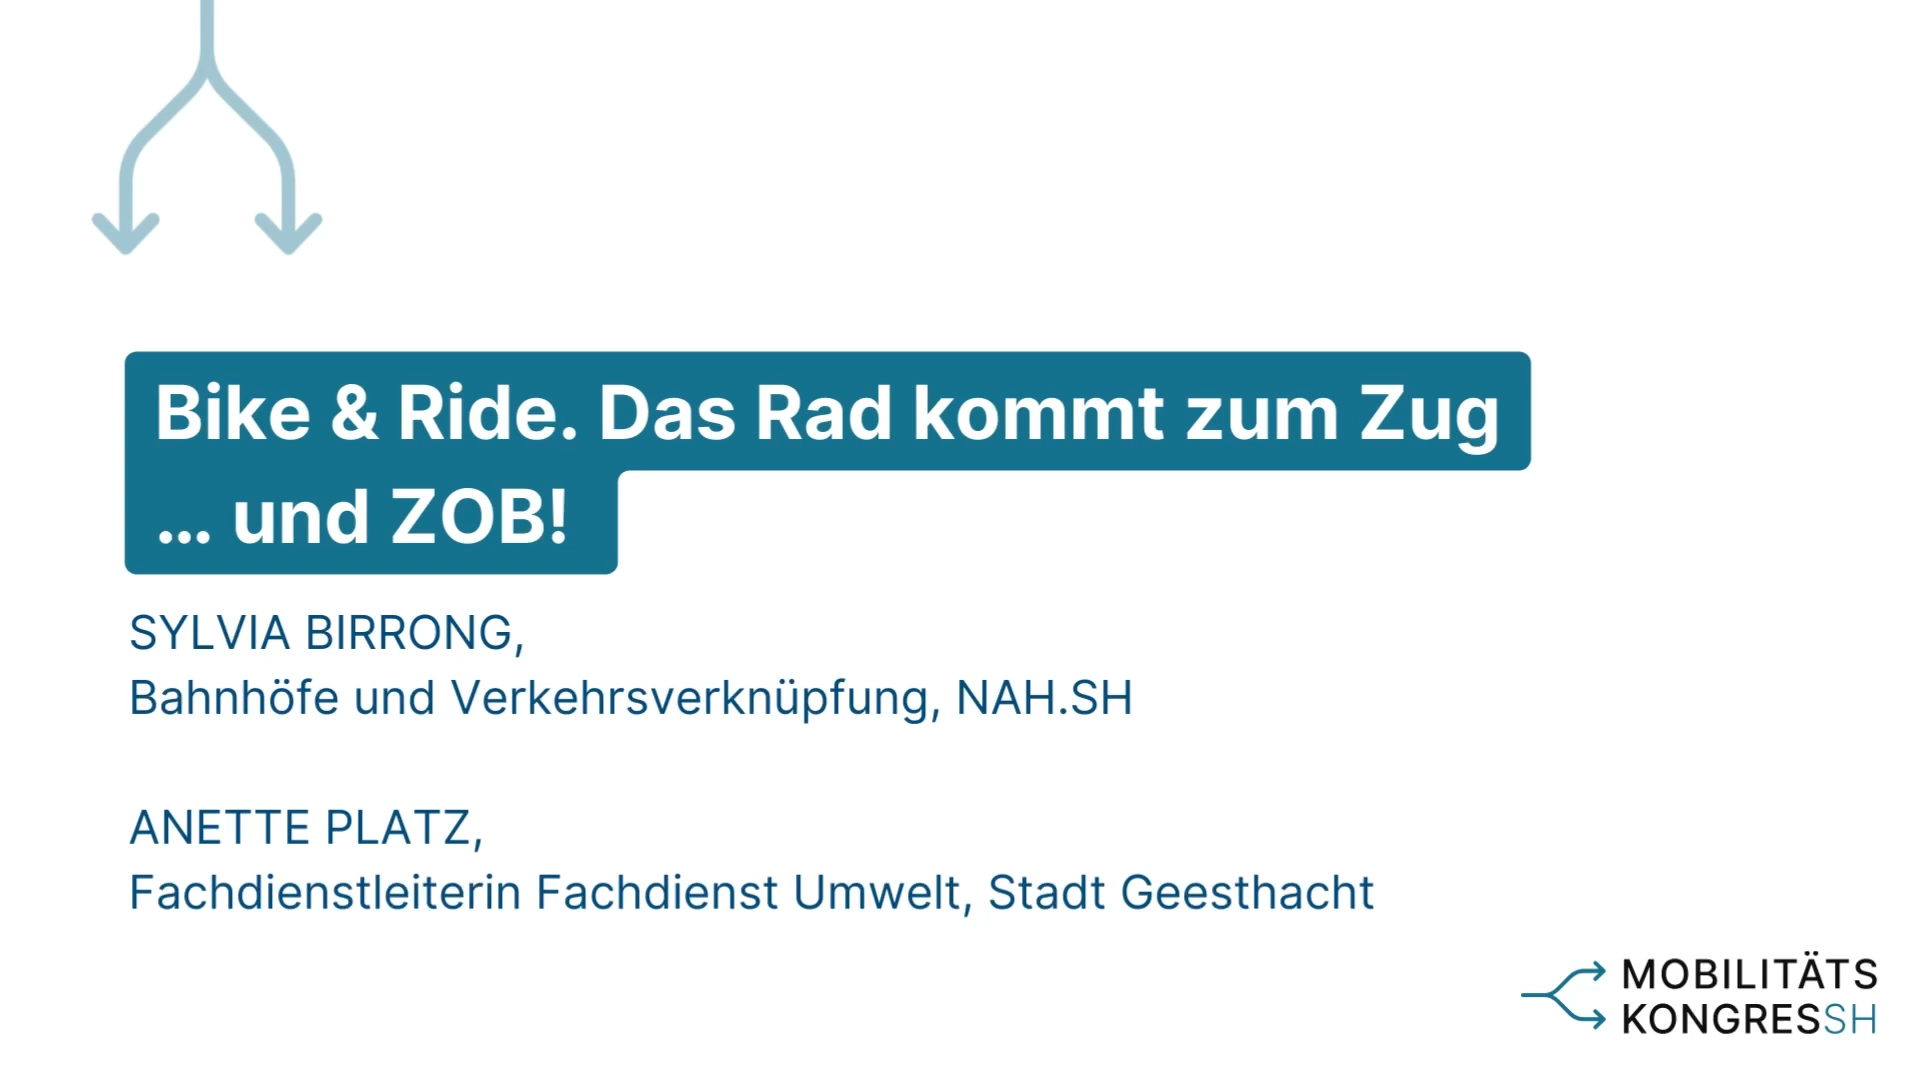 Bike & Ride. Das Rad kommt zum Zug
... und ZOB!
SYLVIA BIRRONG,
Bahnhöfe und Verkehrsverknüpfung, NAH.SH
ANETTE PLATZ,
Fachdienstleiterin Fachdienst Umwelt, Stadt Geesthacht
MOBILITÄTS
KONGRESSH